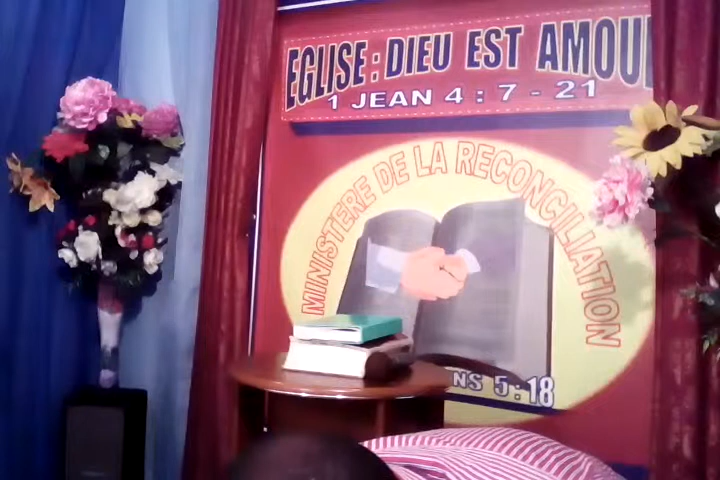 EGLISE : DIEU EST AMOU
1 JEAN 4 : 7 - 21
MINISTERE DE LA RECONCILIATION
NS 5 : 18